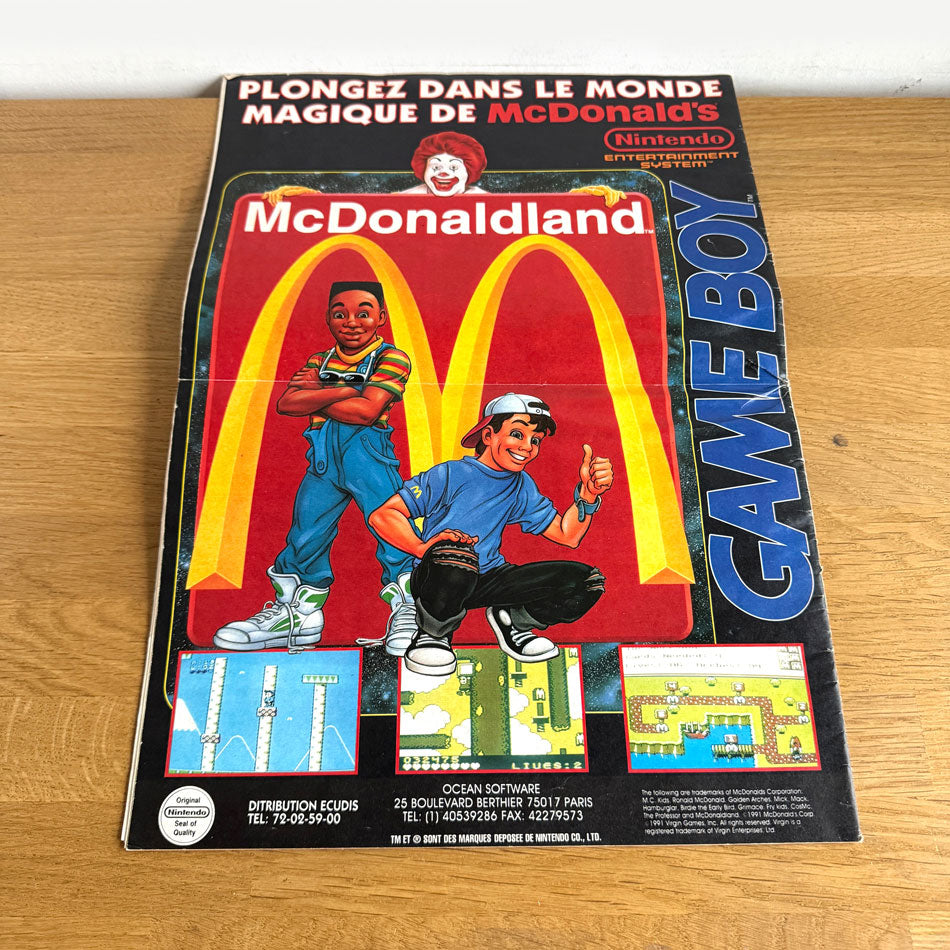 PLONGEZ DANS LE MONDE
MAGIQUE DE McDonald's
Nintendo
ENTERTAINMENT
SYSTEM™
McDonaldland™
GAME BOY™
032475
LIVES:2
Original
Nintendo
Seal of
Quality
DITRIBUTION ECUDIS
TEL: 72-02-59-00
OCEAN SOFTWARE
25 BOULEVARD BERTHIER 75017 PARIS
TEL: (1) 40539286 FAX: 42279573
TM ET ® SONT DES MARQUES DEPOSEE DE NINTENDO CO., LTD.
The following are trademarks of McDonalds Corporation:
M.C. Kids, Ronald McDonald, Golden Arches, Mick, Mack,
Hamburglar, Birdie the Early Bird, Grimace, Fry kids, CosMc,
The Professor and McDonaldland. ©1991 McDonald's Corp
©1991 Virgin Games, Inc. All rights reserved. Virgin is a
registered trademark of Virgin Enterprises Ltd.